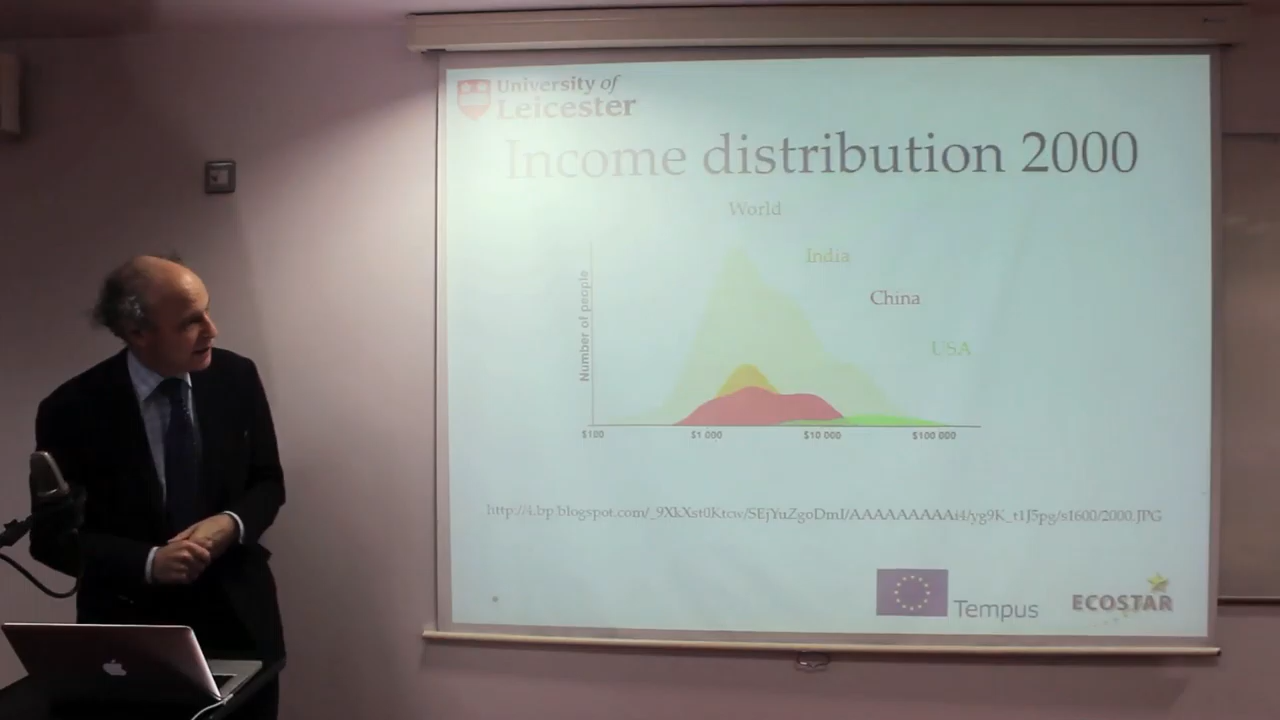 University of
Leicester
Income distribution 2000
World
India
China
USA
Number of people
$100
$1 000
$10 000
$100 000
Tempus
ECOSTAR